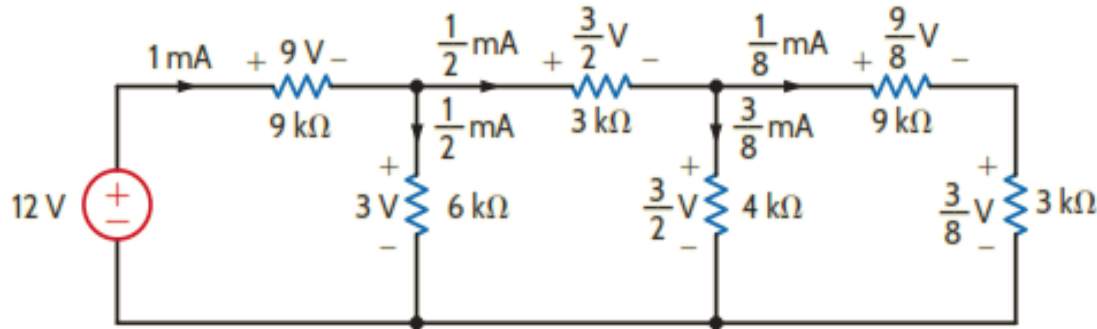 1 mA + 9 V − 1/2 mA + 3/2 V − 1/8 mA + 9/8 V −
9 kΩ 1/2 mA 3 kΩ 3/8 mA 9 kΩ
+ + +
12 V + − 3 V 6 kΩ 3/2 V 4 kΩ 3/8 V 3 kΩ
− − −